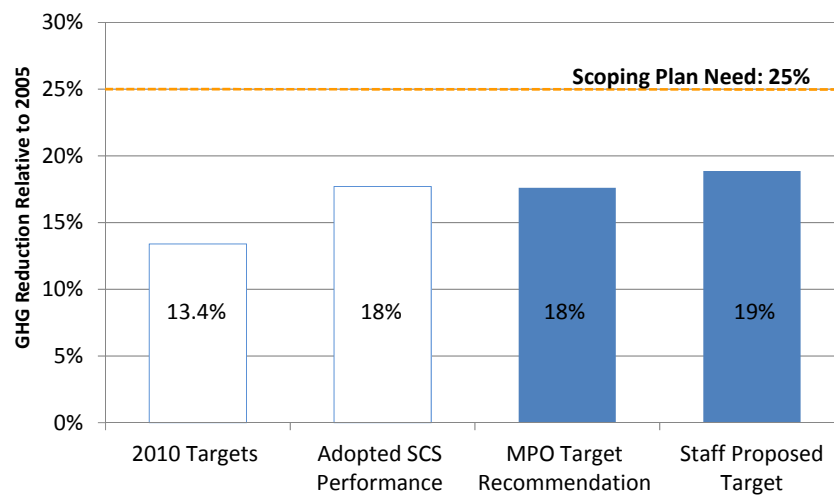 GHG Reduction Relative to 2005
30%
25%
20%
15%
10%
5%
0%
Scoping Plan Need: 25%
13.4%
18%
18%
19%
2010 Targets
Adopted SCS
Performance
MPO Target
Recommendation
Staff Proposed
Target